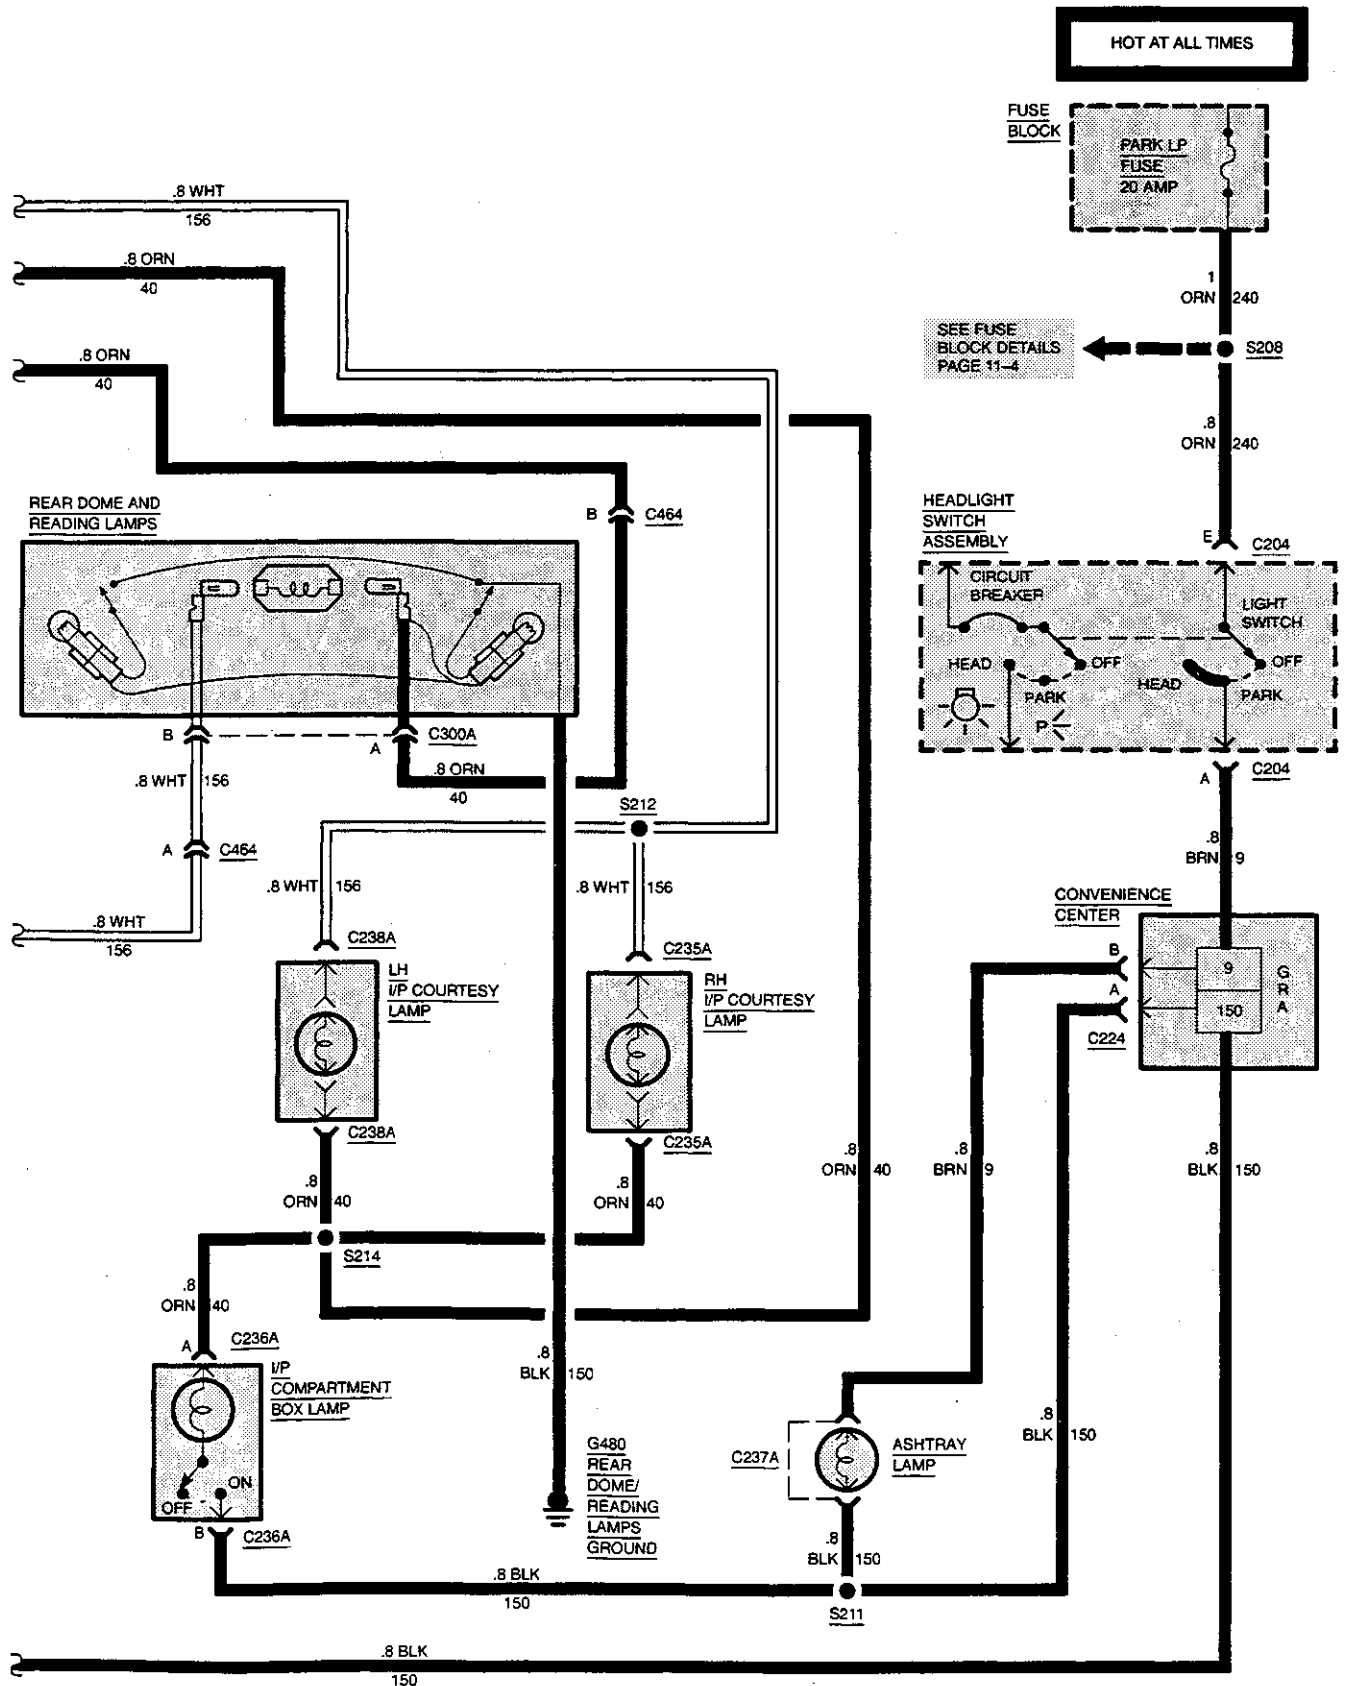 HOT AT ALL TIMES
FUSE
BLOCK
PARK LP
FUSE
20 AMP
.8 WHT
156
.8 ORN
40
1
ORN 240
SEE FUSE
BLOCK DETAILS
PAGE 11–4
S208
.8 ORN
40
.8
ORN 240
REAR DOME AND
READING LAMPS
B C464
HEADLIGHT
SWITCH
ASSEMBLY
E C204
CIRCUIT
BREAKER
LIGHT
SWITCH
HEAD OFF
PARK
P
HEAD OFF
PARK
B
A C300A
.8 WHT 156
.8 ORN
40
A C204
S212
A C464
.8
BRN 9
.8 WHT 156
.8 WHT 156
CONVENIENCE
CENTER
.8 WHT
156
C238A
C235A
B
A
C224
9
150
G
R
A
LH
I/P COURTESY
LAMP
RH
I/P COURTESY
LAMP
C238A
C235A
.8
ORN 40
.8
ORN 40
.8
ORN 40
.8
BRN 9
.8
BLK 150
S214
.8
ORN 40
A C236A
I/P
COMPARTMENT
BOX LAMP
.8
BLK 150
.8
BLK 150
G480
REAR
DOME/
READING
LAMPS
GROUND
C237A
ASHTRAY
LAMP
ON
OFF
B C236A
.8
BLK 150
.8 BLK
150
S211
.8 BLK
150